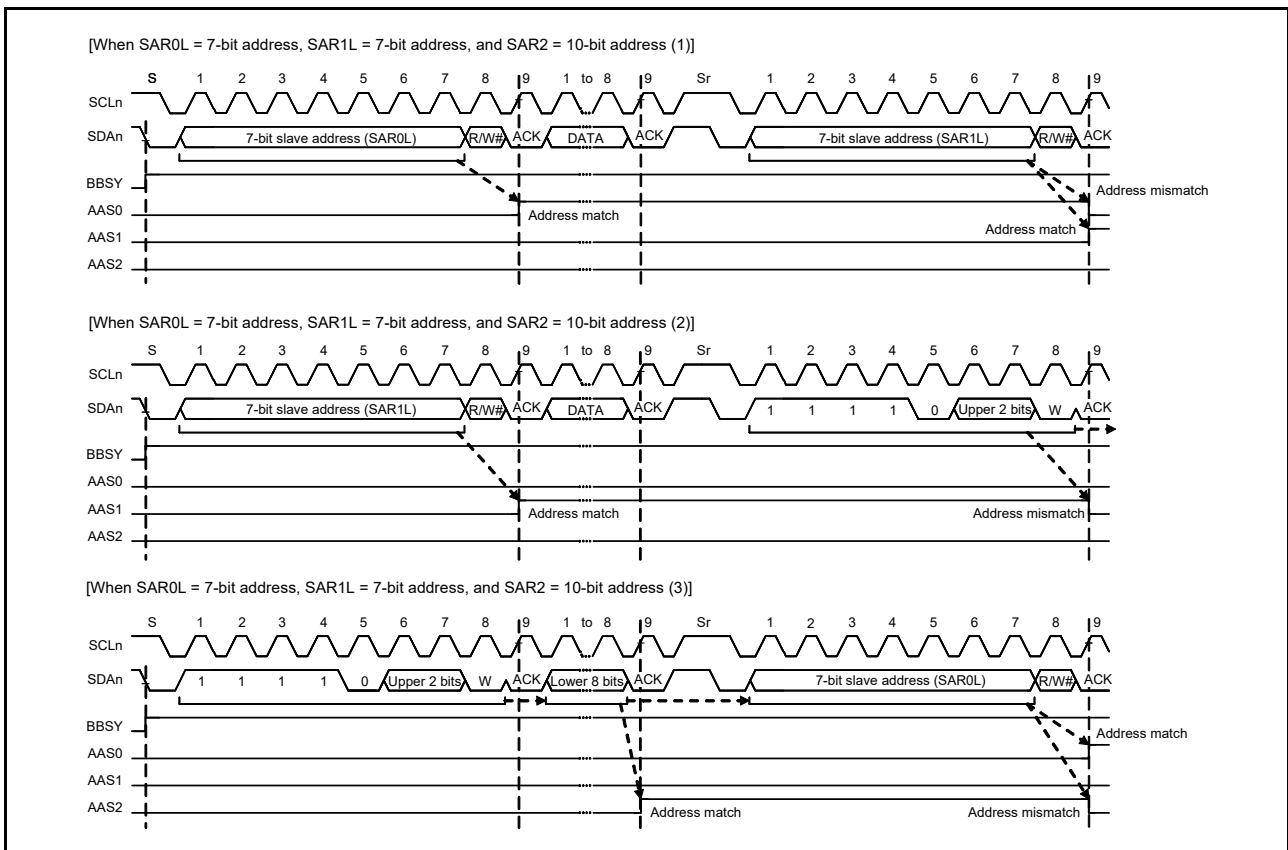 [When SAR0L = 7-bit address, SAR1L = 7-bit address, and SAR2 = 10-bit address (1)]
S 1 2 3 4 5 6 7 8 9 1 to 8 9 Sr 1 2 3 4 5 6 7 8 9
SCLn
SDAn 7-bit slave address (SAR0L) R/W# ACK DATA ACK 7-bit slave address (SAR1L) R/W# ACK
BBSY
Address mismatch
AAS0
Address match
Address match
AAS1
AAS2
[When SAR0L = 7-bit address, SAR1L = 7-bit address, and SAR2 = 10-bit address (2)]
S 1 2 3 4 5 6 7 8 9 1 to 8 9 Sr 1 2 3 4 5 6 7 8 9
SCLn
SDAn 7-bit slave address (SAR1L) R/W# ACK DATA ACK 1 1 1 1 0 Upper 2 bits W ACK
BBSY
AAS0
AAS1 Address match Address mismatch
AAS2
[When SAR0L = 7-bit address, SAR1L = 7-bit address, and SAR2 = 10-bit address (3)]
S 1 2 3 4 5 6 7 8 9 1 to 8 9 Sr 1 2 3 4 5 6 7 8 9
SCLn
SDAn 1 1 1 1 0 Upper 2 bits W ACK Lower 8 bits ACK 7-bit slave address (SAR0L) R/W# ACK
BBSY
Address match
AAS0
AAS1
AAS2 Address match Address mismatch